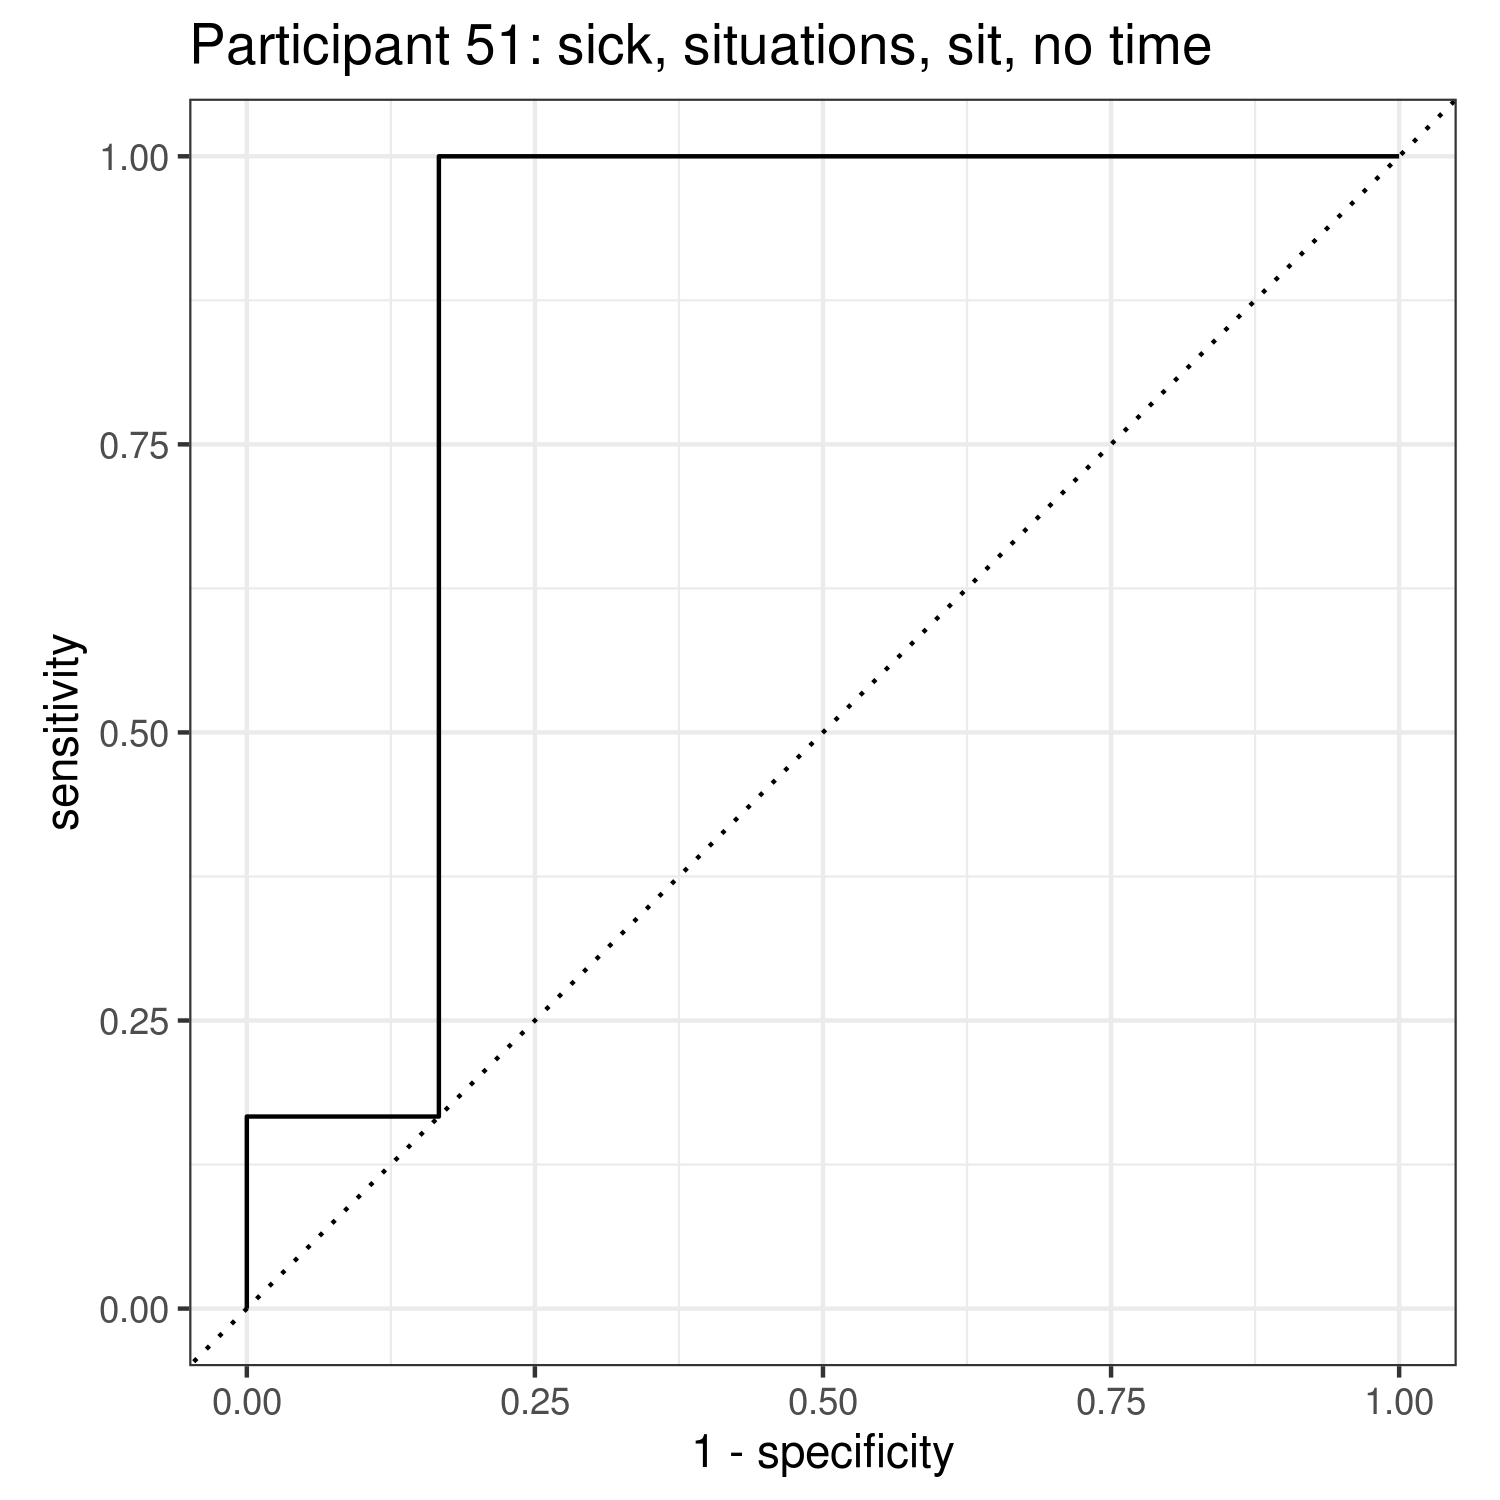 Participant 51: sick, situations, sit, no time
1.00
0.75
0.50
0.25
0.00
sensitivity
0.00 0.25 0.50 0.75 1.00
1 - specificity